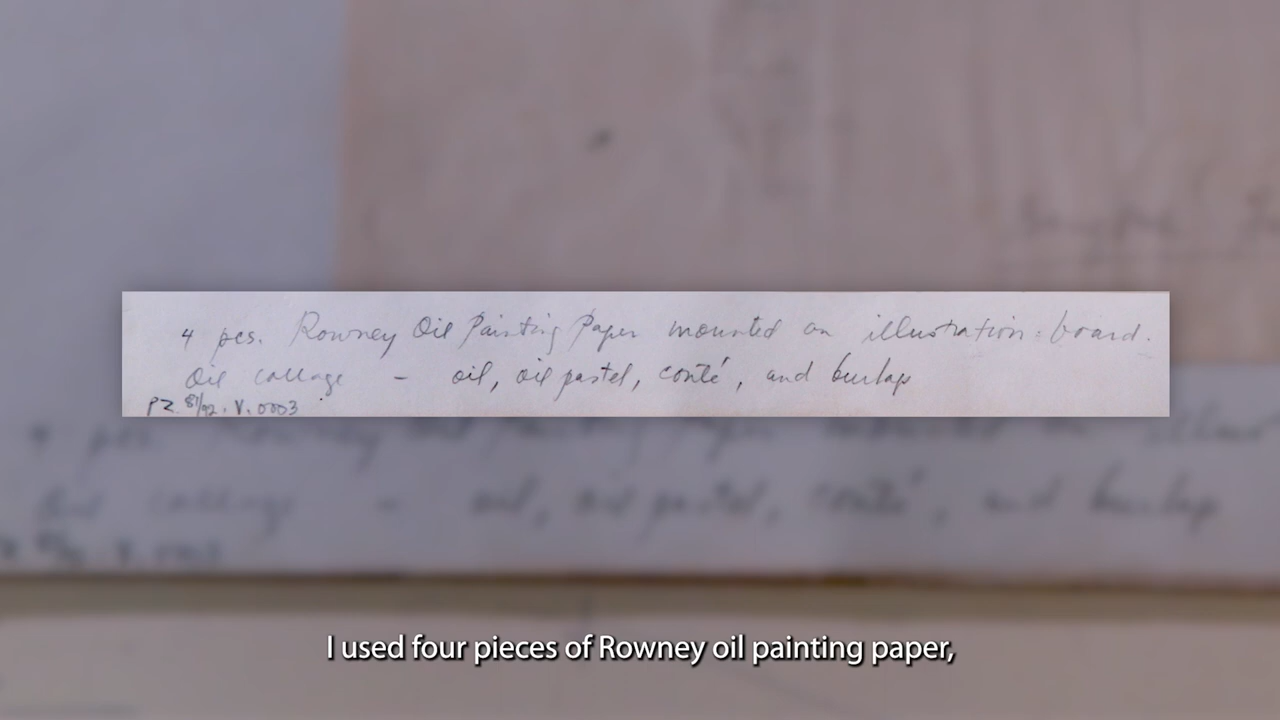 4 pcs. Rowney Oil Painting Paper mounted on illustration board.
Oil collage - oil, oil pastel, conté, and burlap
PZ 81/92. V. 0003
I used four pieces of Rowney oil painting paper,